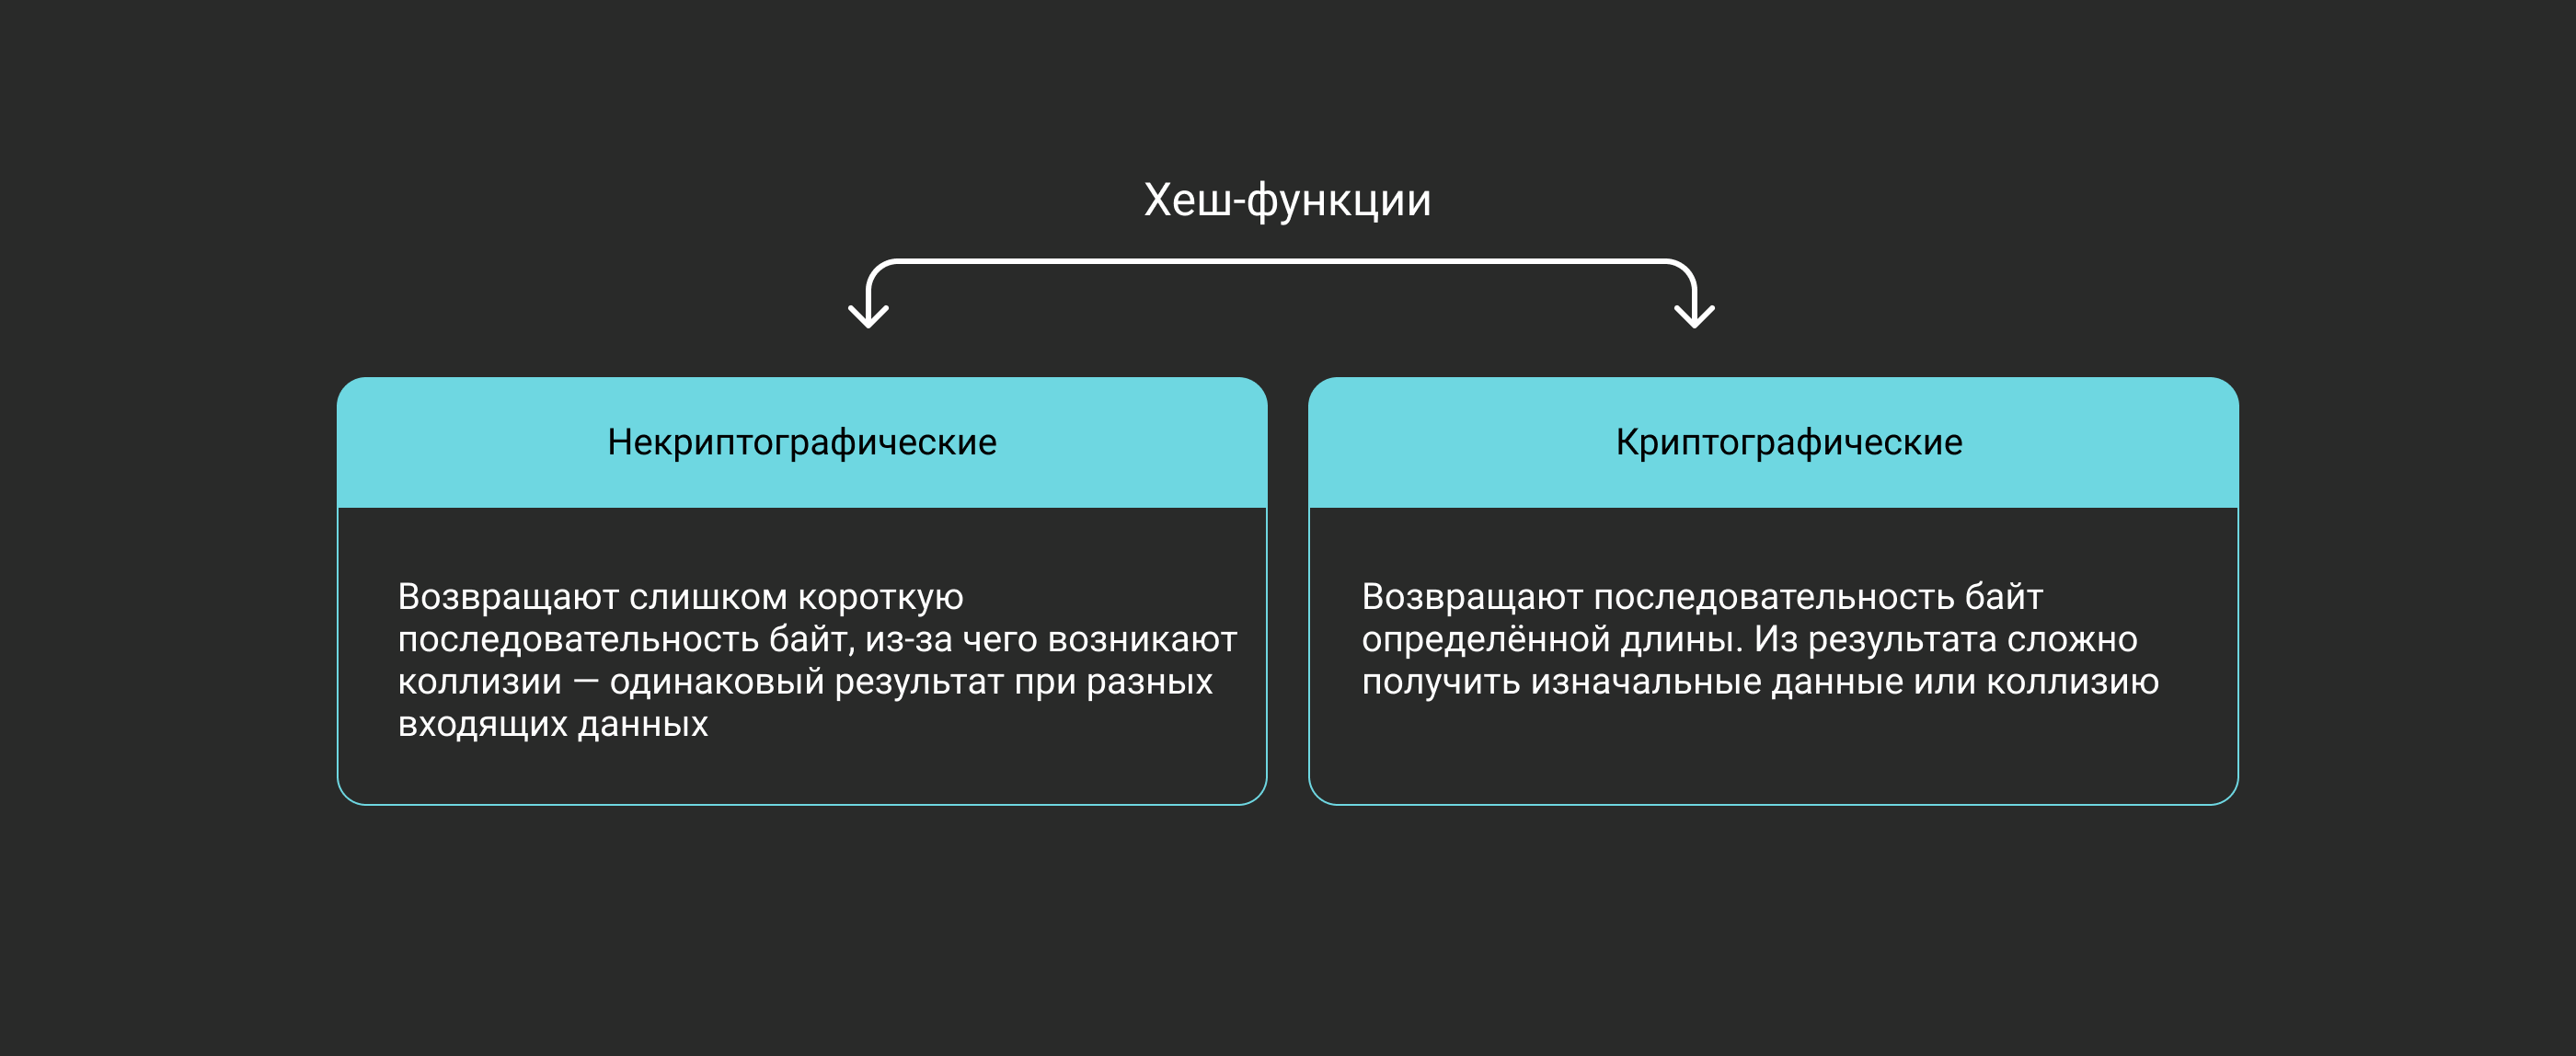 Хеш-функции
Некриптографические
Возвращают слишком короткую
последовательность байт, из-за чего возникают
коллизии — одинаковый результат при разных
входящих данных
Криптографические
Возвращают последовательность байт
определённой длины. Из результата сложно
получить изначальные данные или коллизию